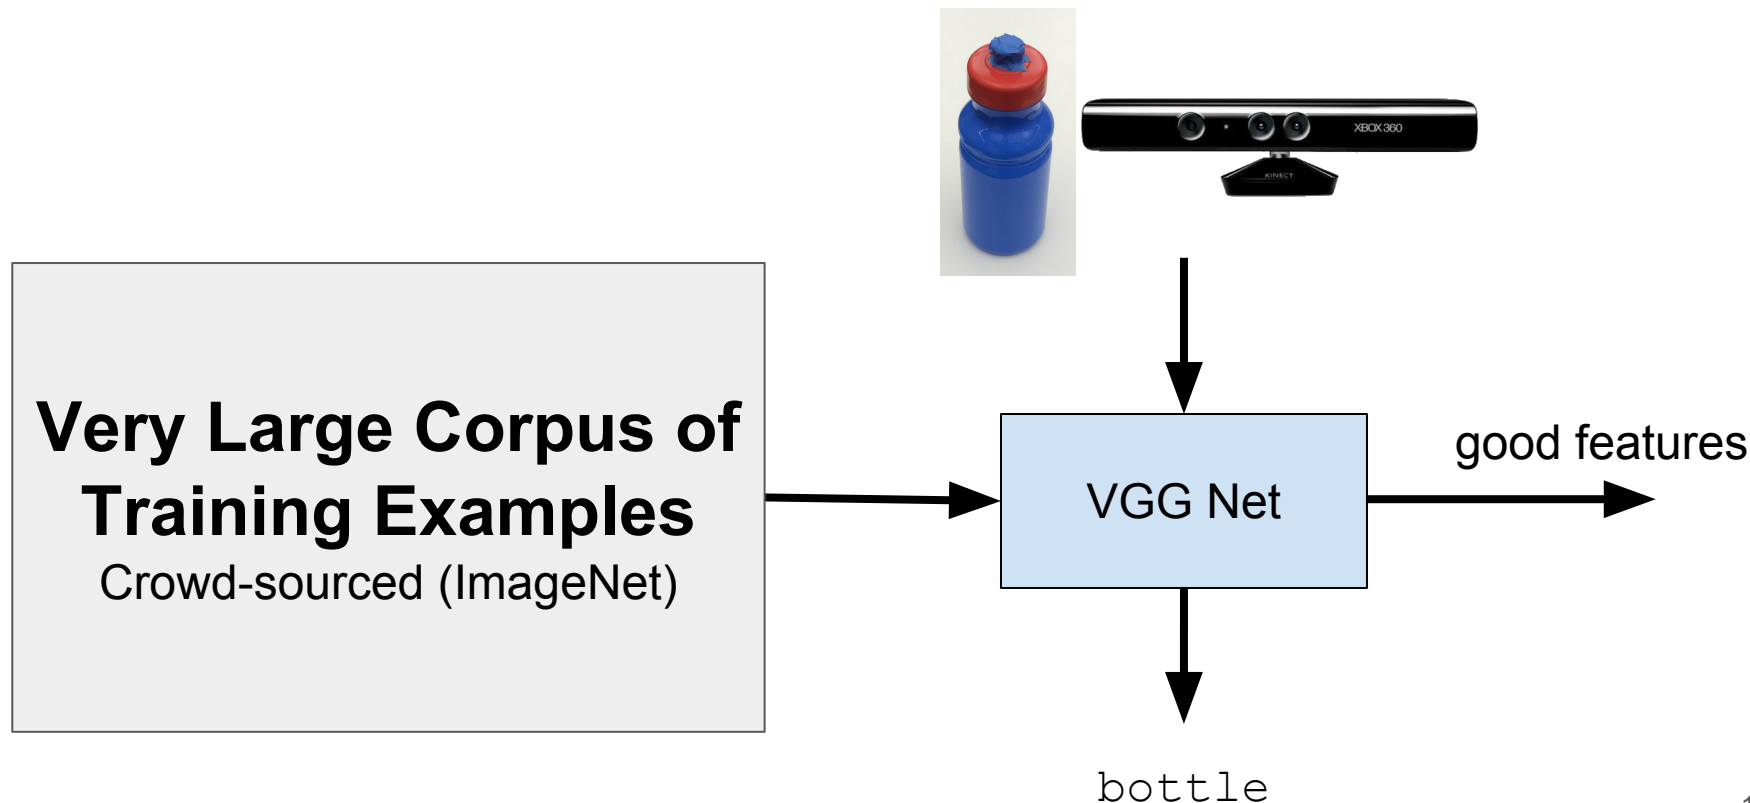 XBOX 360
KINECT
Very Large Corpus of
Training Examples
Crowd-sourced (ImageNet)
VGG Net
good features
bottle